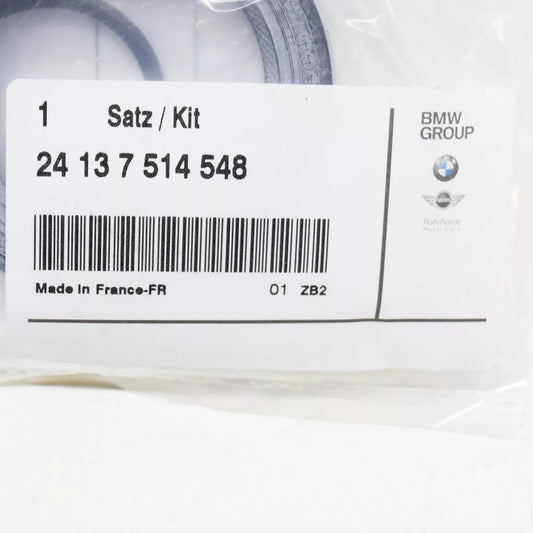 1 Satz / Kit
24 13 7 514 548
Made in France-FR 01 ZB2
BMW
GROUP
MINI
Rolls-Royce
Motor Cars